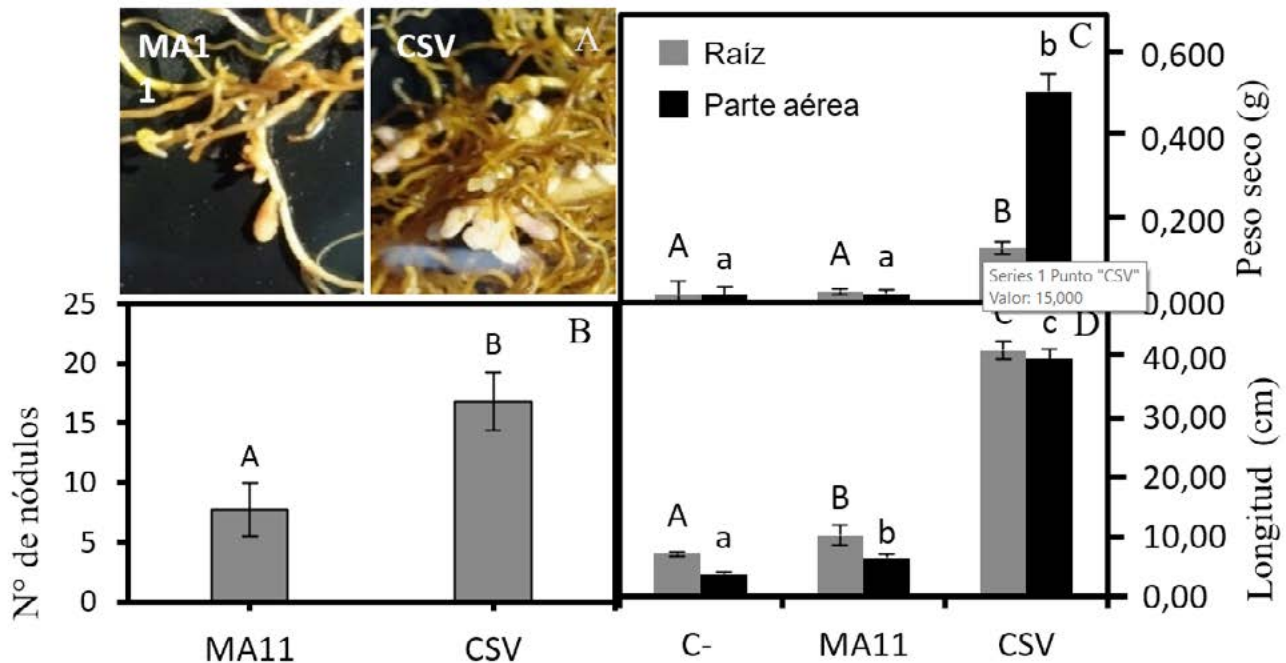 MA1
1
CSV
A
Raíz
Parte aérea
C
0,600
0,400
0,200
0,000
Peso seco (g)
A
a
A
a
B
b
Series 1 Punto "CSV"
Valor: 15,000
25
20
15
10
5
0
N° de nódulos
B
A
B
MA11
CSV
D
40,00
30,00
20,00
10,00
0,00
Longitud (cm)
A
a
B
b
C
c
C-
MA11
CSV